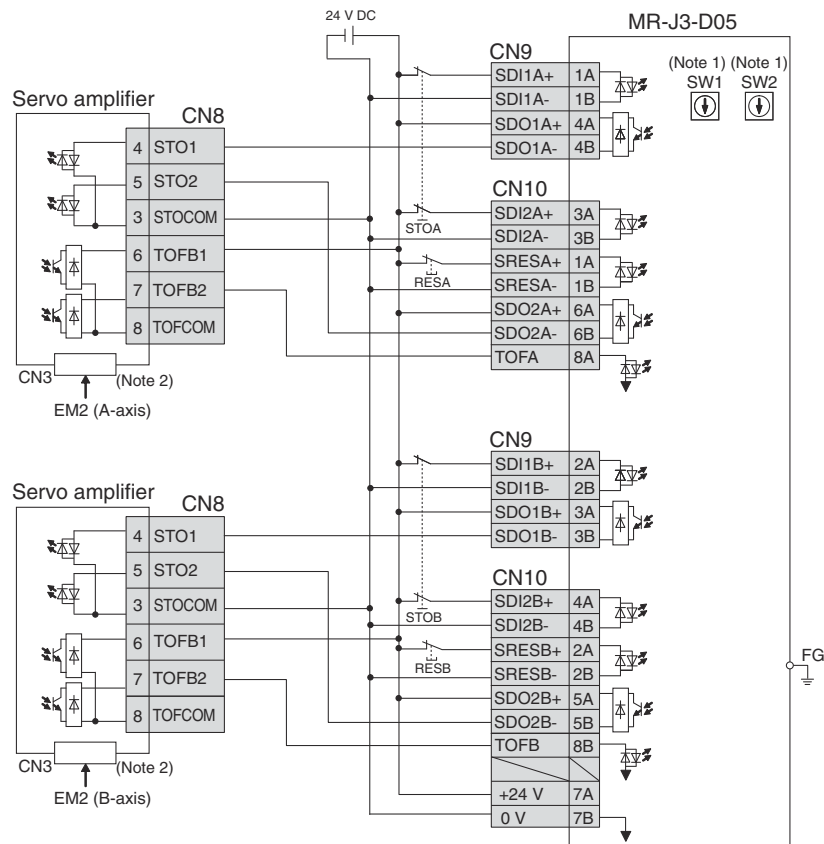 24 V DC
MR-J3-D05
(Note 1) (Note 1)
SW1 SW2
CN9
SDI1A+ 1A
SDI1A- 1B
SDO1A+ 4A
SDO1A- 4B
Servo amplifier
CN8
4 STO1
5 STO2
3 STOCOM
6 TOFB1
7 TOFB2
8 TOFCOM
CN3
(Note 2)
EM2 (A-axis)
CN10
STOA
SDI2A+ 3A
SDI2A- 3B
RESA
SRESA+ 1A
SRESA- 1B
SDO2A+ 6A
SDO2A- 6B
TOFA 8A
CN9
SDI1B+ 2A
SDI1B- 2B
SDO1B+ 3A
SDO1B- 3B
Servo amplifier
CN8
4 STO1
5 STO2
3 STOCOM
6 TOFB1
7 TOFB2
8 TOFCOM
CN3
(Note 2)
EM2 (B-axis)
CN10
STOB
SDI2B+ 4A
SDI2B- 4B
RESB
SRESB+ 2A
SRESB- 2B
SDO2B+ 5A
SDO2B- 5B
TOFB 8B
+24 V 7A
0 V 7B
FG